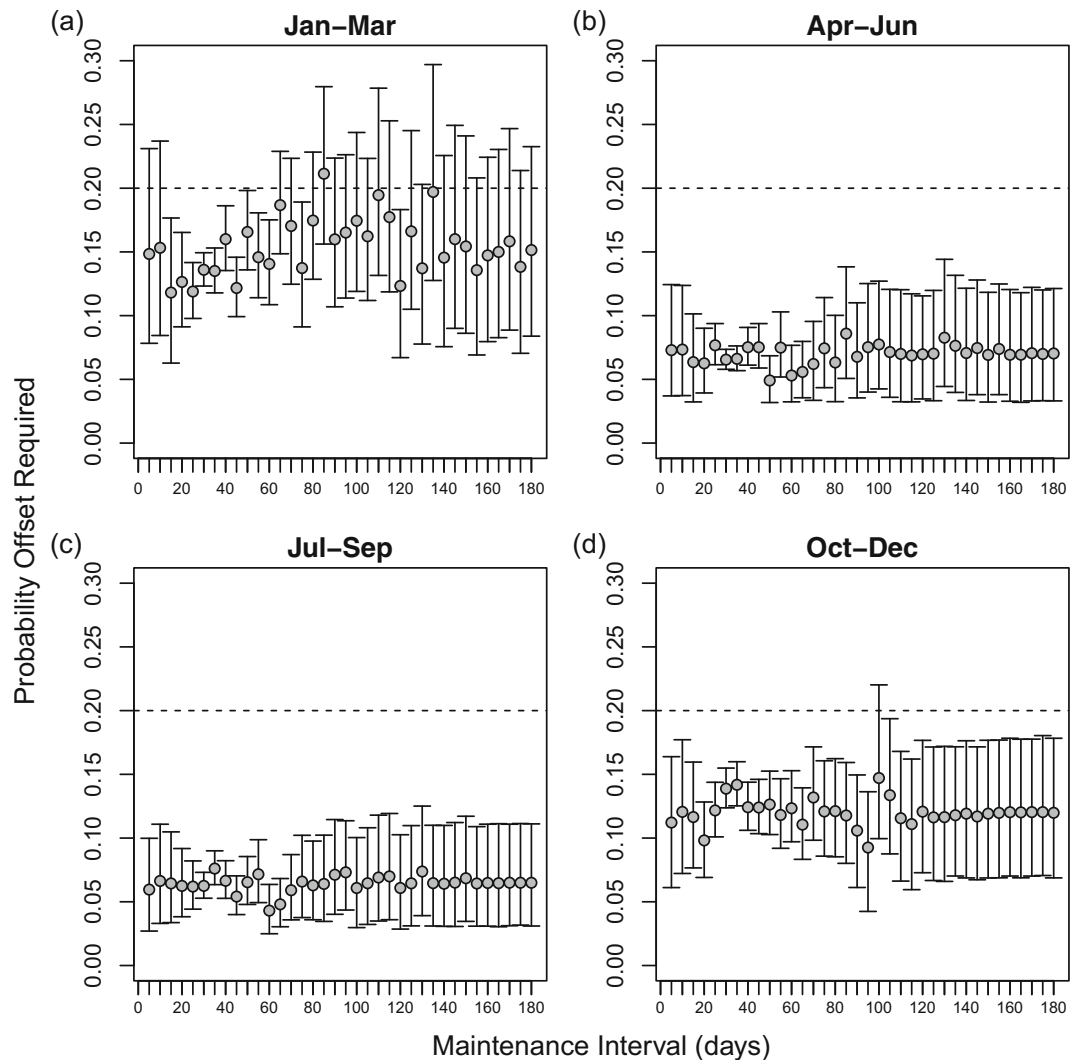 (a) Jan–Mar
(b) Apr–Jun
0.30
0.25
0.20
0.15
0.10
0.05
0.00
0 20 40 60 80 100 120 140 160 180
0.30
0.25
0.20
0.15
0.10
0.05
0.00
0 20 40 60 80 100 120 140 160 180
Probability Offset Required
(c) Jul–Sep
(d) Oct–Dec
0.30
0.25
0.20
0.15
0.10
0.05
0.00
0 20 40 60 80 100 120 140 160 180
0.30
0.25
0.20
0.15
0.10
0.05
0.00
0 20 40 60 80 100 120 140 160 180
Maintenance Interval (days)